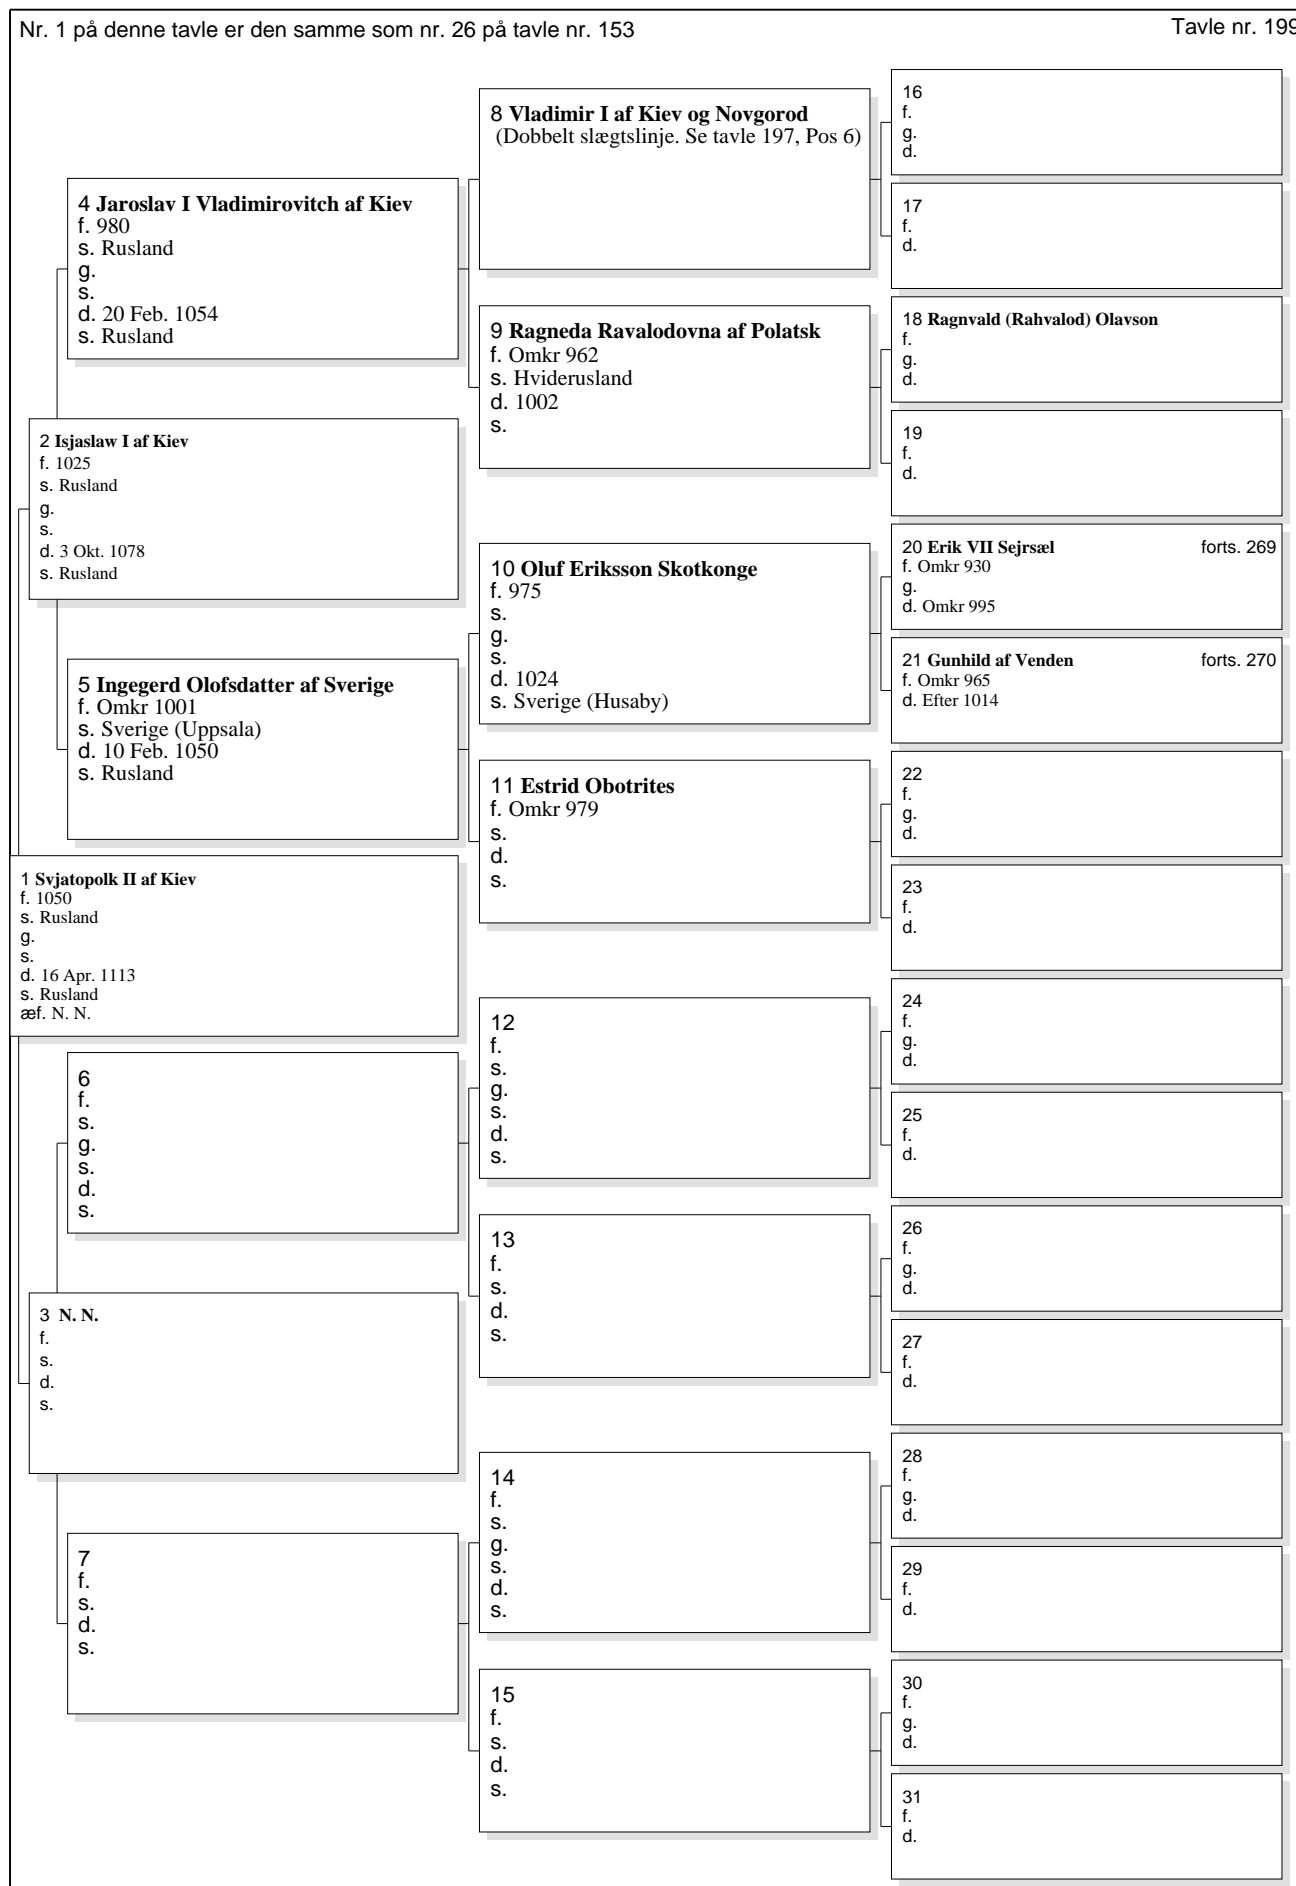 Nr. 1 på denne tavle er den samme som nr. 26 på tavle nr. 153
Tavle nr. 199
1 Svjatopolk II af Kiev
f. 1050
s. Rusland
g.
s.
d. 16 Apr. 1113
s. Rusland
æf. N. N.
2 Isjaslaw I af Kiev
f. 1025
s. Rusland
g.
s.
d. 3 Okt. 1078
s. Rusland
3 N. N.
f.
s.
d.
s.
4 Jaroslav I Vladimirovitch af Kiev
f. 980
s. Rusland
g.
s.
d. 20 Feb. 1054
s. Rusland
5 Ingegerd Olofsdatter af Sverige
f. Omkr 1001
s. Sverige (Uppsala)
d. 10 Feb. 1050
s. Rusland
6
f.
s.
g.
s.
d.
s.
7
f.
s.
d.
s.
8 Vladimir I af Kiev og Novgorod
(Dobbelt slægtslinje. Se tavle 197, Pos 6)
9 Ragneda Ravalodovna af Polatsk
f. Omkr 962
s. Hviderusland
d. 1002
s.
10 Oluf Eriksson Skotkonge
f. 975
s.
g.
s.
d. 1024
s. Sverige (Husaby)
11 Estrid Obotrites
f. Omkr 979
s.
d.
s.
12
f.
s.
g.
s.
d.
s.
13
f.
s.
d.
s.
14
f.
s.
g.
s.
d.
s.
15
f.
s.
d.
s.
16
f.
g.
d.
17
f.
d.
18 Ragnvald (Rahvalod) Olavson
f.
g.
d.
19
f.
d.
20 Erik VII Sejrsæl forts. 269
f. Omkr 930
g.
d. Omkr 995
21 Gunhild af Venden forts. 270
f. Omkr 965
d. Efter 1014
22
f.
g.
d.
23
f.
d.
24
f.
g.
d.
25
f.
d.
26
f.
g.
d.
27
f.
d.
28
f.
g.
d.
29
f.
d.
30
f.
g.
d.
31
f.
d.